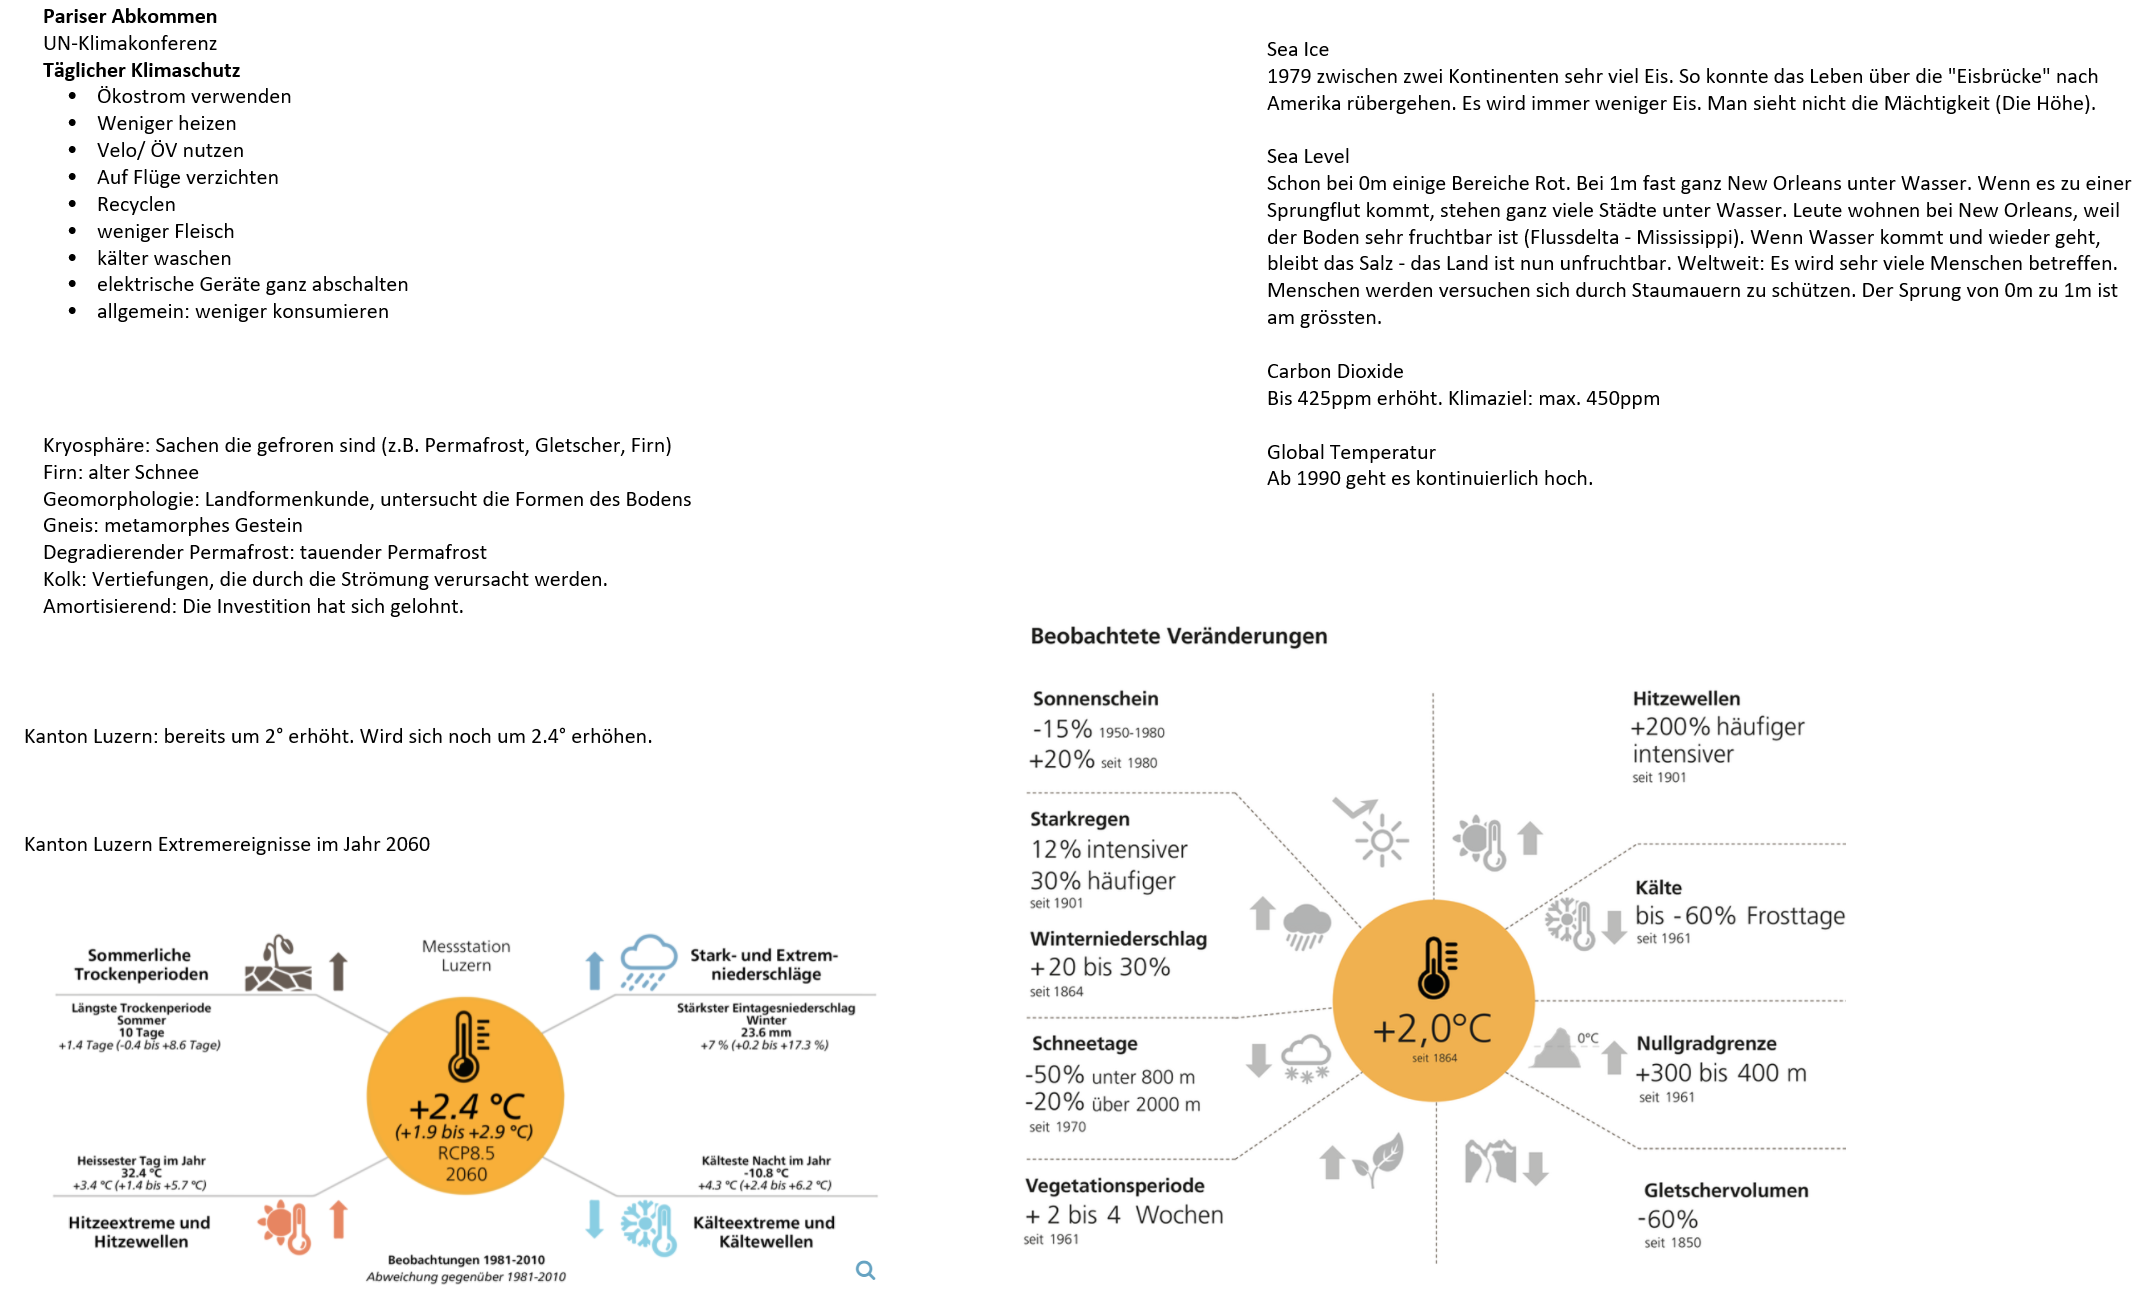 Pariser Abkommen
UN-Klimakonferenz
Täglicher Klimaschutz
• Ökostrom verwenden
• Weniger heizen
• Velo/ ÖV nutzen
• Auf Flüge verzichten
• Recyclen
• weniger Fleisch
• kälter waschen
• elektrische Geräte ganz abschalten
• allgemein: weniger konsumieren
Kryosphäre: Sachen die gefroren sind (z.B. Permafrost, Gletscher, Firn)
Firn: alter Schnee
Geomorphologie: Landformenkunde, untersucht die Formen des Bodens
Gneis: metamorphes Gestein
Degradierender Permafrost: tauender Permafrost
Kolk: Vertiefungen, die durch die Strömung verursacht werden.
Amortisierend: Die Investition hat sich gelohnt.
Kanton Luzern: bereits um 2° erhöht. Wird sich noch um 2.4° erhöhen.
Kanton Luzern Extremereignisse im Jahr 2060
Sommerliche
Trockenperioden
Längste Trockenperiode
Sommer
10 Tage
+1.4 Tage (-0.4 bis +8.6 Tage)
Messstation
Luzern
Stark- und Extrem-
niederschläge
Stärkster Eintagesniederschlag
Winter
23.6 mm
+7 % (+0.2 bis +17.3 %)
+2.4 °C
(+1.9 bis +2.9 °C)
RCP8.5
2060
Heissester Tag im Jahr
32.4 °C
+3.4 °C (+1.4 bis +5.7 °C)
Hitzeextreme und
Hitzewellen
Kälteste Nacht im Jahr
-10.8 °C
+4.3 °C (+2.4 bis +6.2 °C)
Kälteextreme und
Kältewellen
Beobachtungen 1981-2010
Abweichung gegenüber 1981-2010
Sea Ice
1979 zwischen zwei Kontinenten sehr viel Eis. So konnte das Leben über die "Eisbrücke" nach
Amerika rübergehen. Es wird immer weniger Eis. Man sieht nicht die Mächtigkeit (Die Höhe).
Sea Level
Schon bei 0m einige Bereiche Rot. Bei 1m fast ganz New Orleans unter Wasser. Wenn es zu einer
Sprungflut kommt, stehen ganz viele Städte unter Wasser. Leute wohnen bei New Orleans, weil
der Boden sehr fruchtbar ist (Flussdelta - Mississippi). Wenn Wasser kommt und wieder geht,
bleibt das Salz - das Land ist nun unfruchtbar. Weltweit: Es wird sehr viele Menschen betreffen.
Menschen werden versuchen sich durch Staumauern zu schützen. Der Sprung von 0m zu 1m ist
am grössten.
Carbon Dioxide
Bis 425ppm erhöht. Klimaziel: max. 450ppm
Global Temperatur
Ab 1990 geht es kontinuierlich hoch.
Beobachtete Veränderungen
Sonnenschein
-15% 1950-1980
+20% seit 1980
Starkregen
12% intensiver
30% häufiger
seit 1901
Winterniederschlag
+20 bis 30%
seit 1864
Schneetage
-50% unter 800 m
-20% über 2000 m
seit 1970
Vegetationsperiode
+ 2 bis 4 Wochen
seit 1961
+2,0°C
seit 1864
Hitzewellen
+200% häufiger
intensiver
seit 1901
Kälte
bis -60% Frosttage
seit 1961
0°C
Nullgradgrenze
+300 bis 400 m
seit 1961
Gletschervolumen
-60%
seit 1850